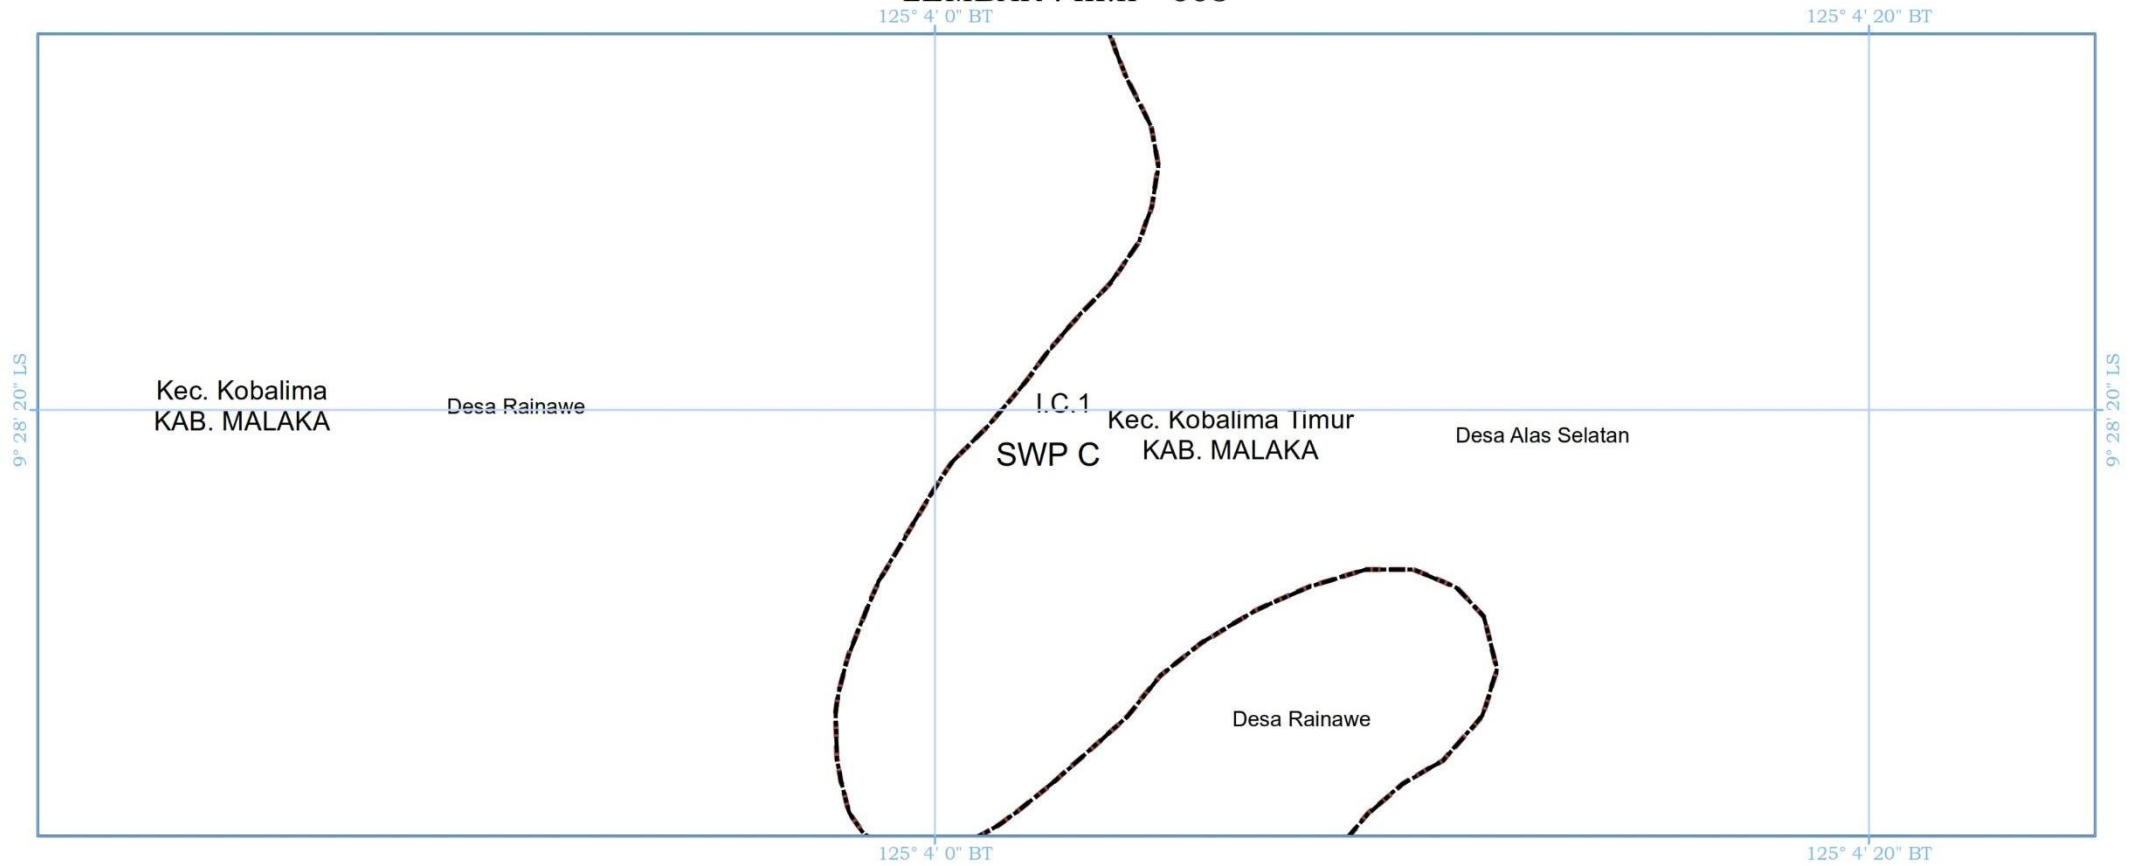 125° 4' 0" BT
125° 4' 20" BT
9° 28' 20" LS
Kec. Kobalima
KAB. MALAKA
Desa Rainawe
I.C.1
SWP C
Kec. Kobalima Timur
KAB. MALAKA
Desa Alas Selatan
9° 28' 20" LS
Desa Rainawe
125° 4' 0" BT
125° 4' 20" BT